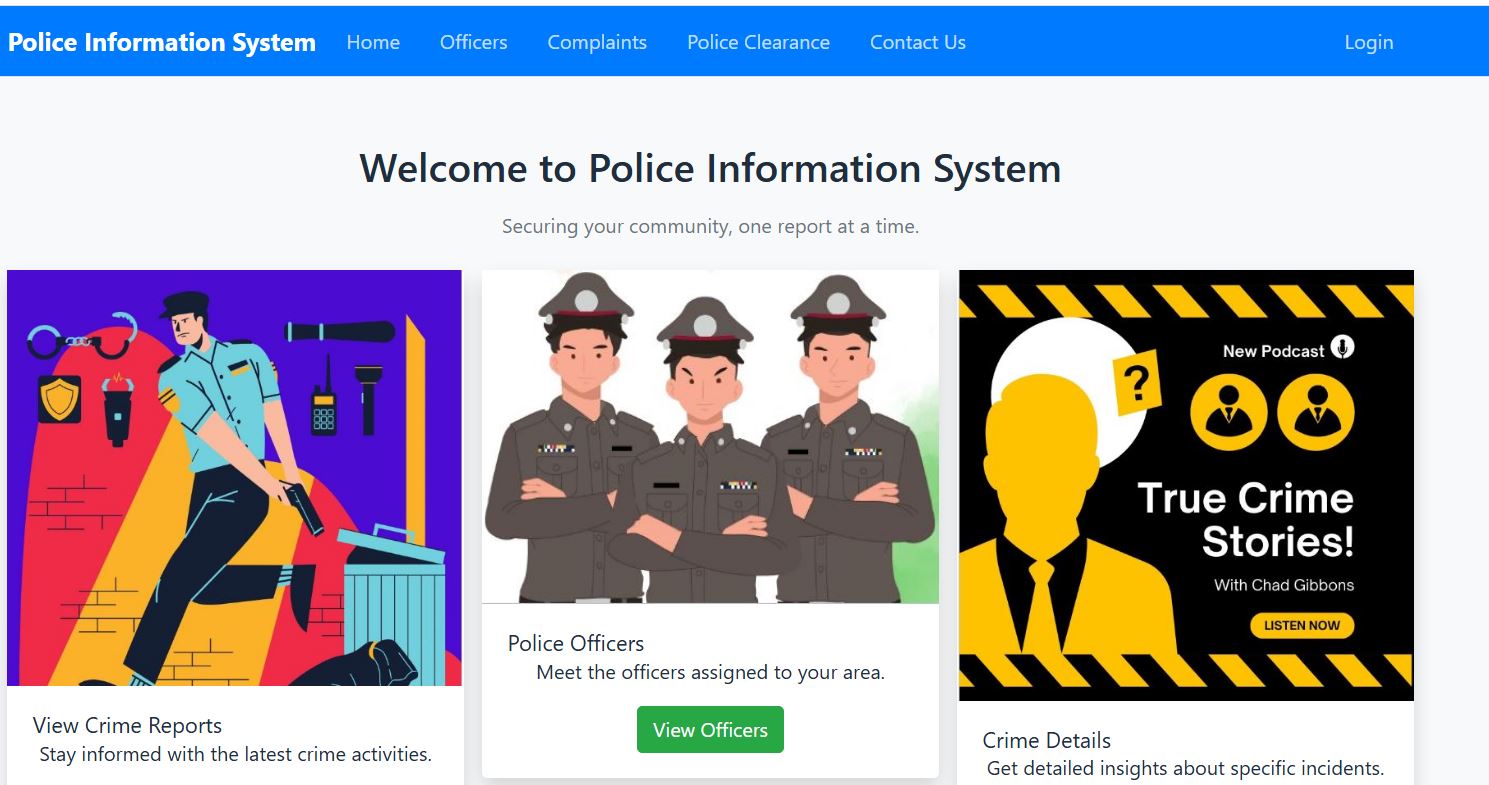 Police Information System Home Officers Complaints Police Clearance Contact Us Login
Welcome to Police Information System
Securing your community, one report at a time.
View Crime Reports
Stay informed with the latest crime activities.
Police Officers
Meet the officers assigned to your area.
View Officers
?
New Podcast
True Crime
Stories!
With Chad Gibbons
LISTEN NOW
Crime Details
Get detailed insights about specific incidents.